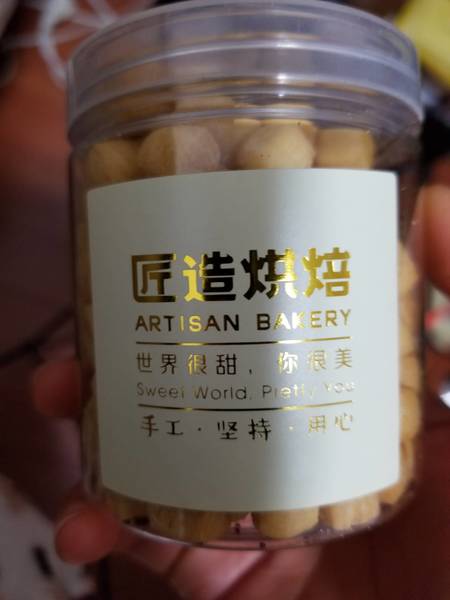 匠造烘焙
ARTISAN BAKERY
世界很甜，你很美
Sweet World, Pretty You
手工·坚持·用心